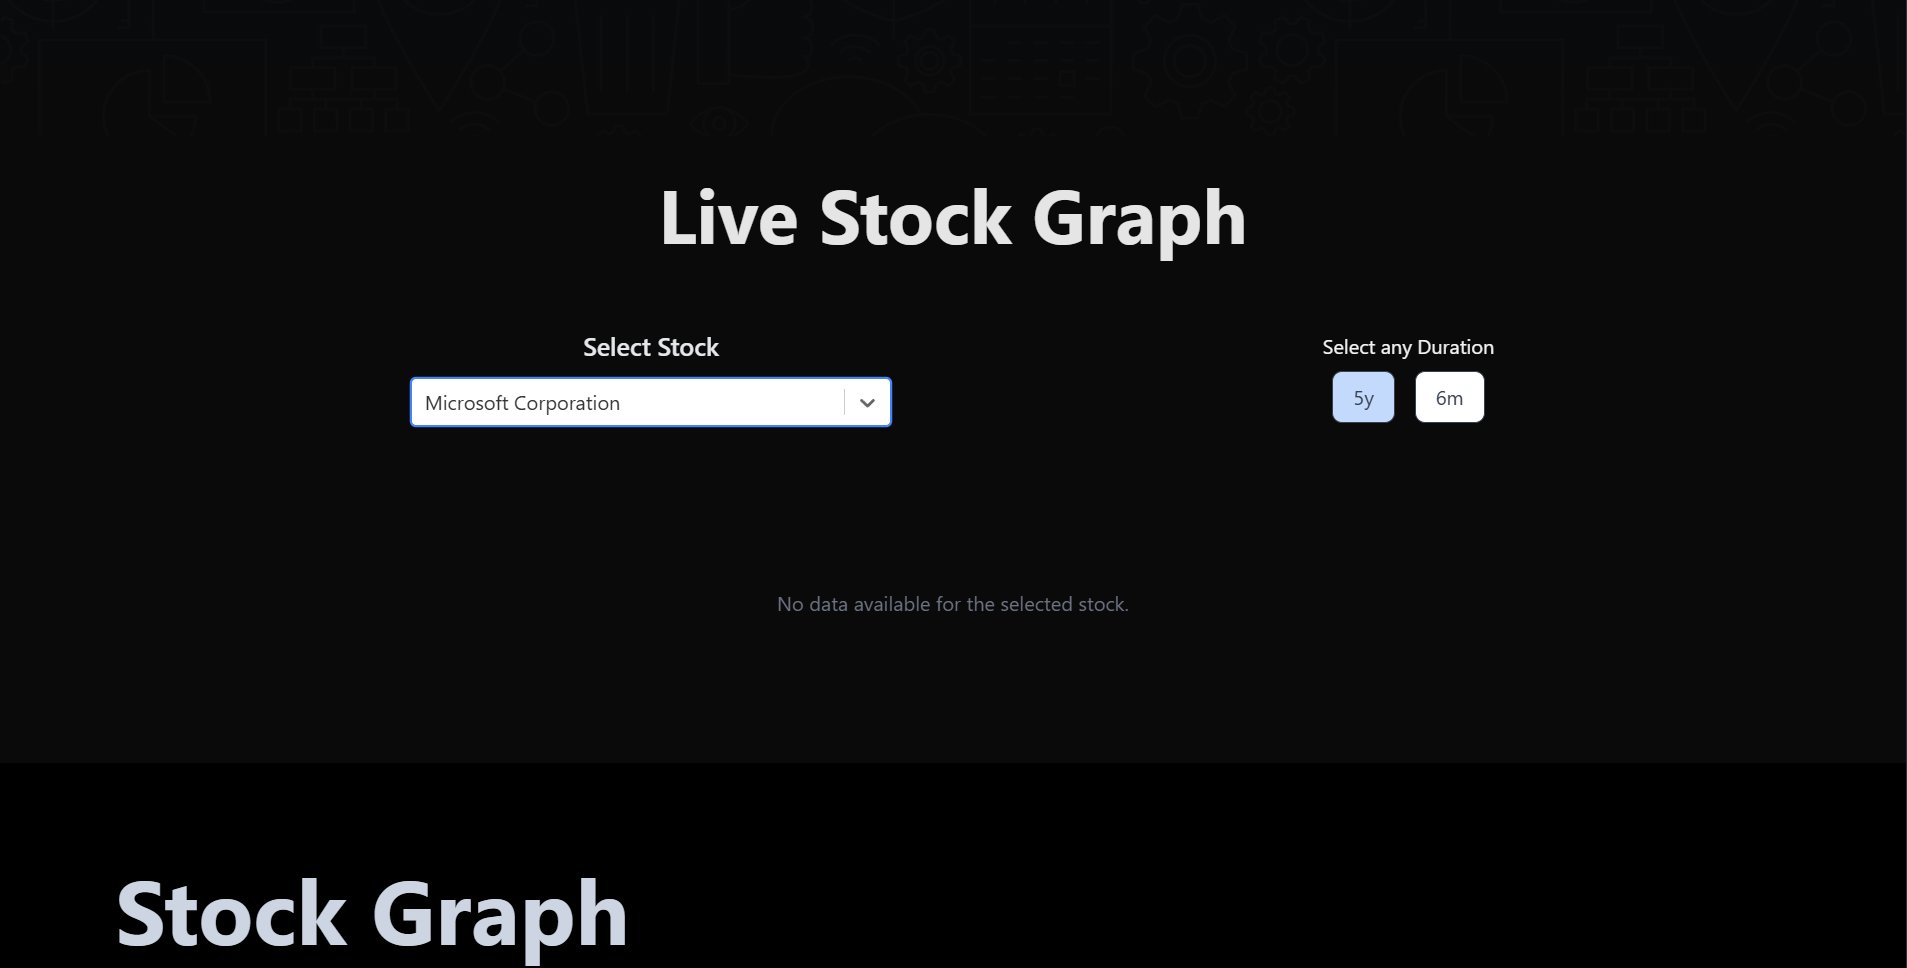 Live Stock Graph
Select Stock
Select any Duration
Microsoft Corporation
5y
6m
No data available for the selected stock.
Stock Graph